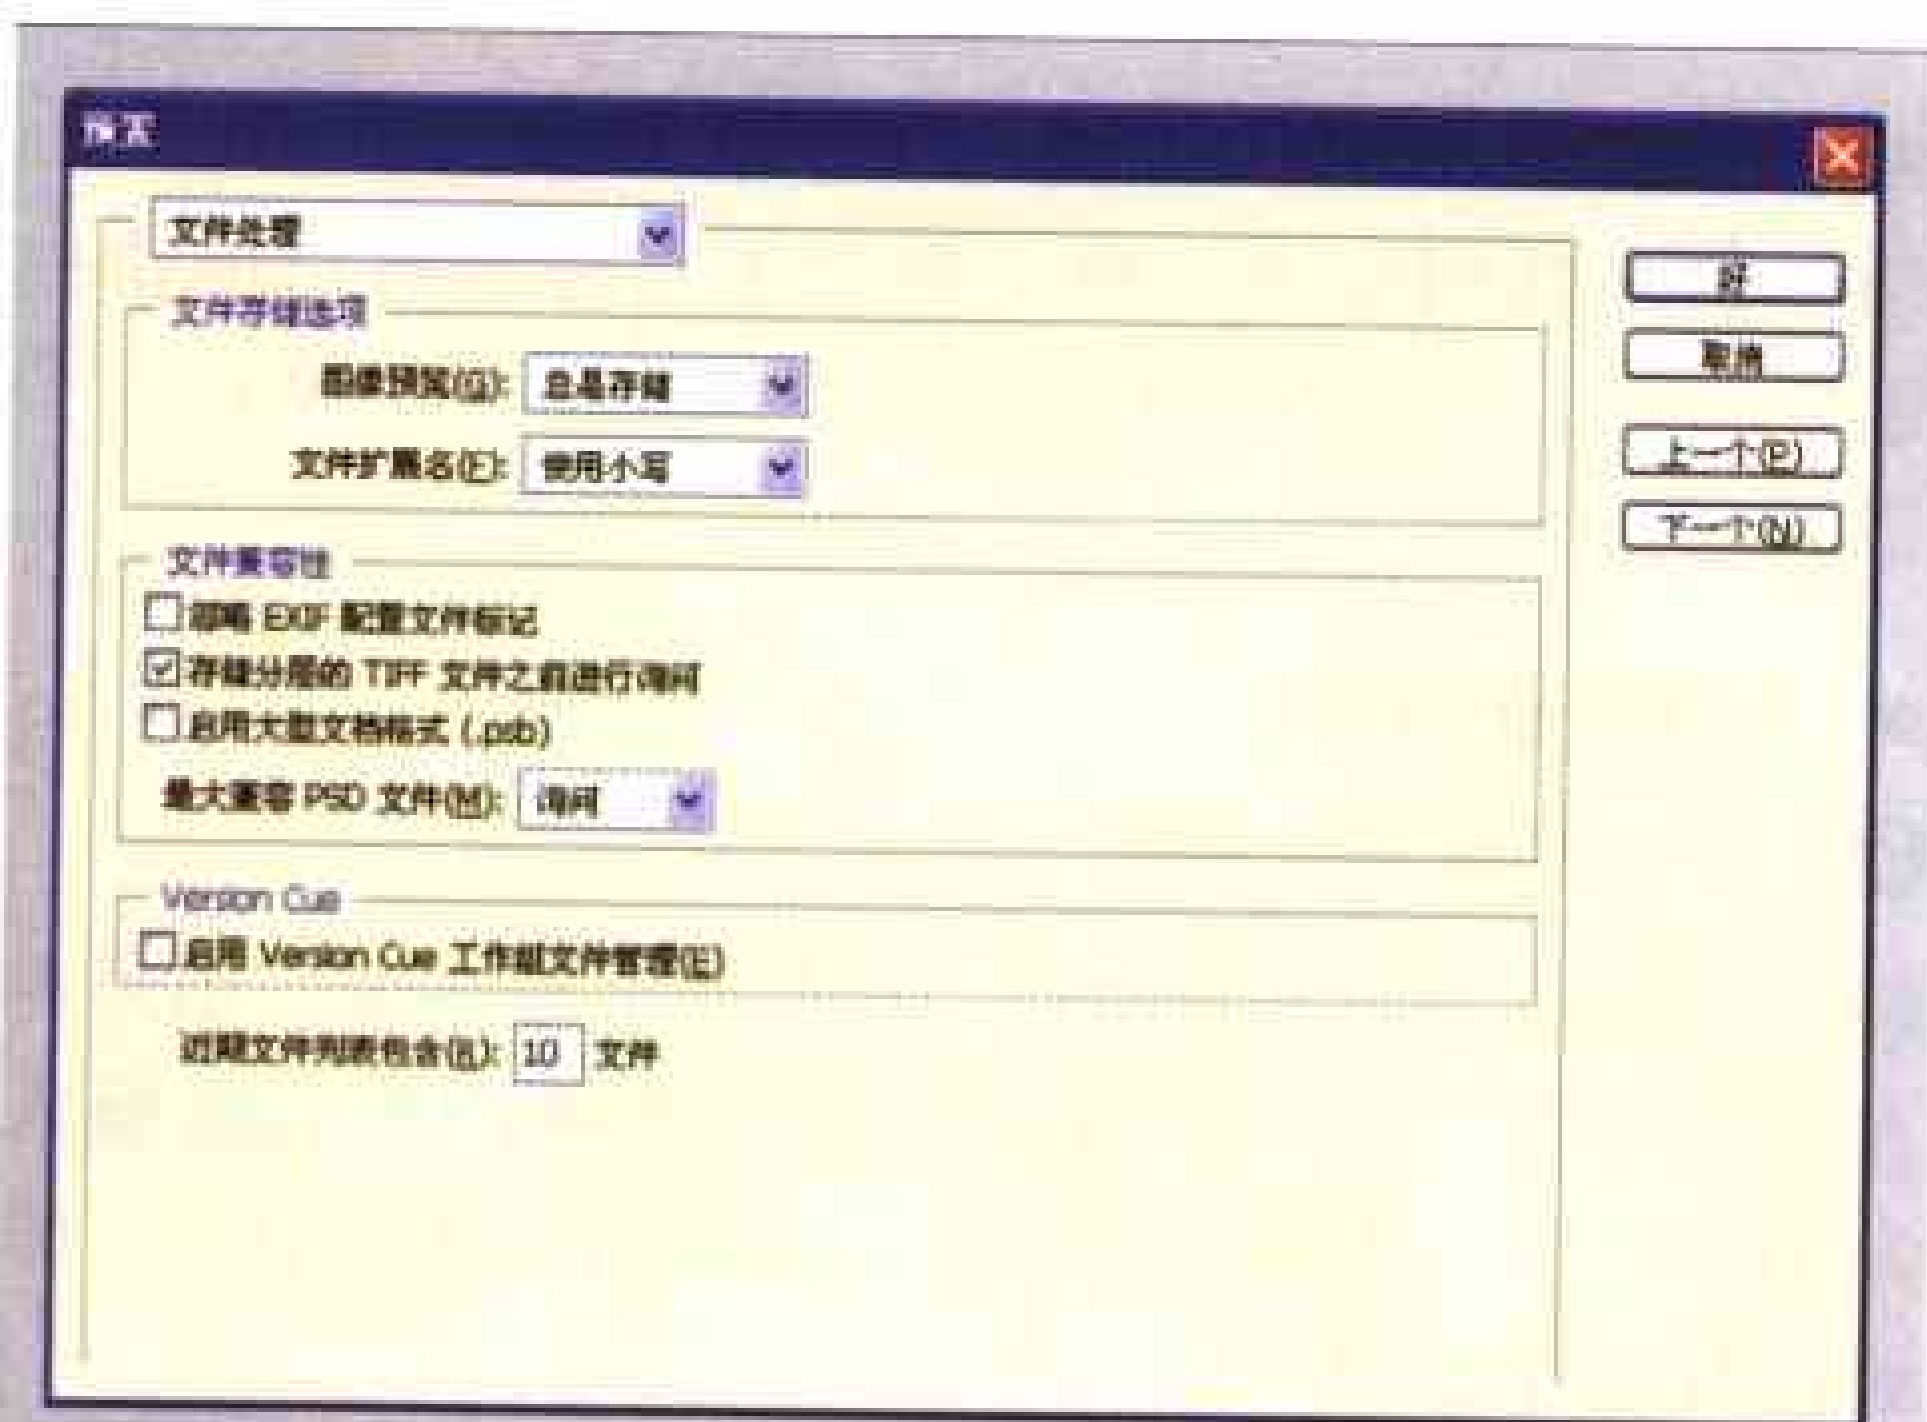 预置
文件处理
好
文件存储选项
取消
图像预览(G): 总是存储
上一个(P)
文件扩展名(F): 使用小写
下一个(N)
文件兼容性
忽略 EXIF 配置文件标记
存储分层的 TIFF 文件之前进行询问
启用大型文档格式 (.psb)
最大兼容 PSD 文件(M): 询问
Version Cue
启用 Version Cue 工作组文件管理(E)
近期文件列表包含(R): 10 文件